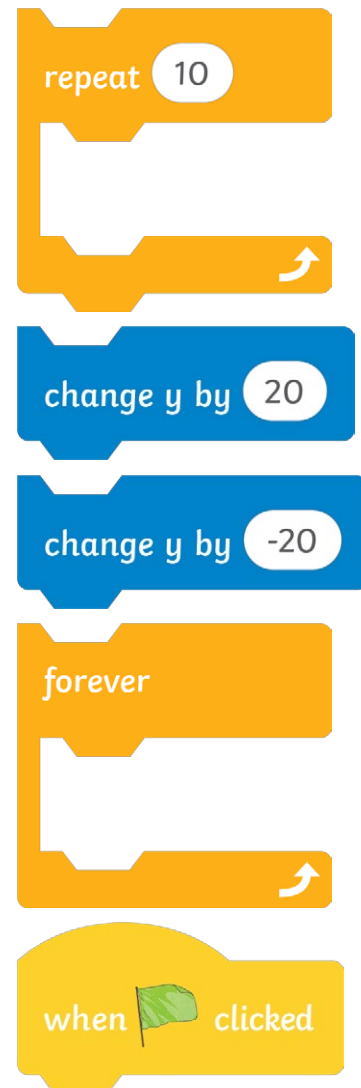 repeat 10
change y by 20
change y by -20
forever
when clicked